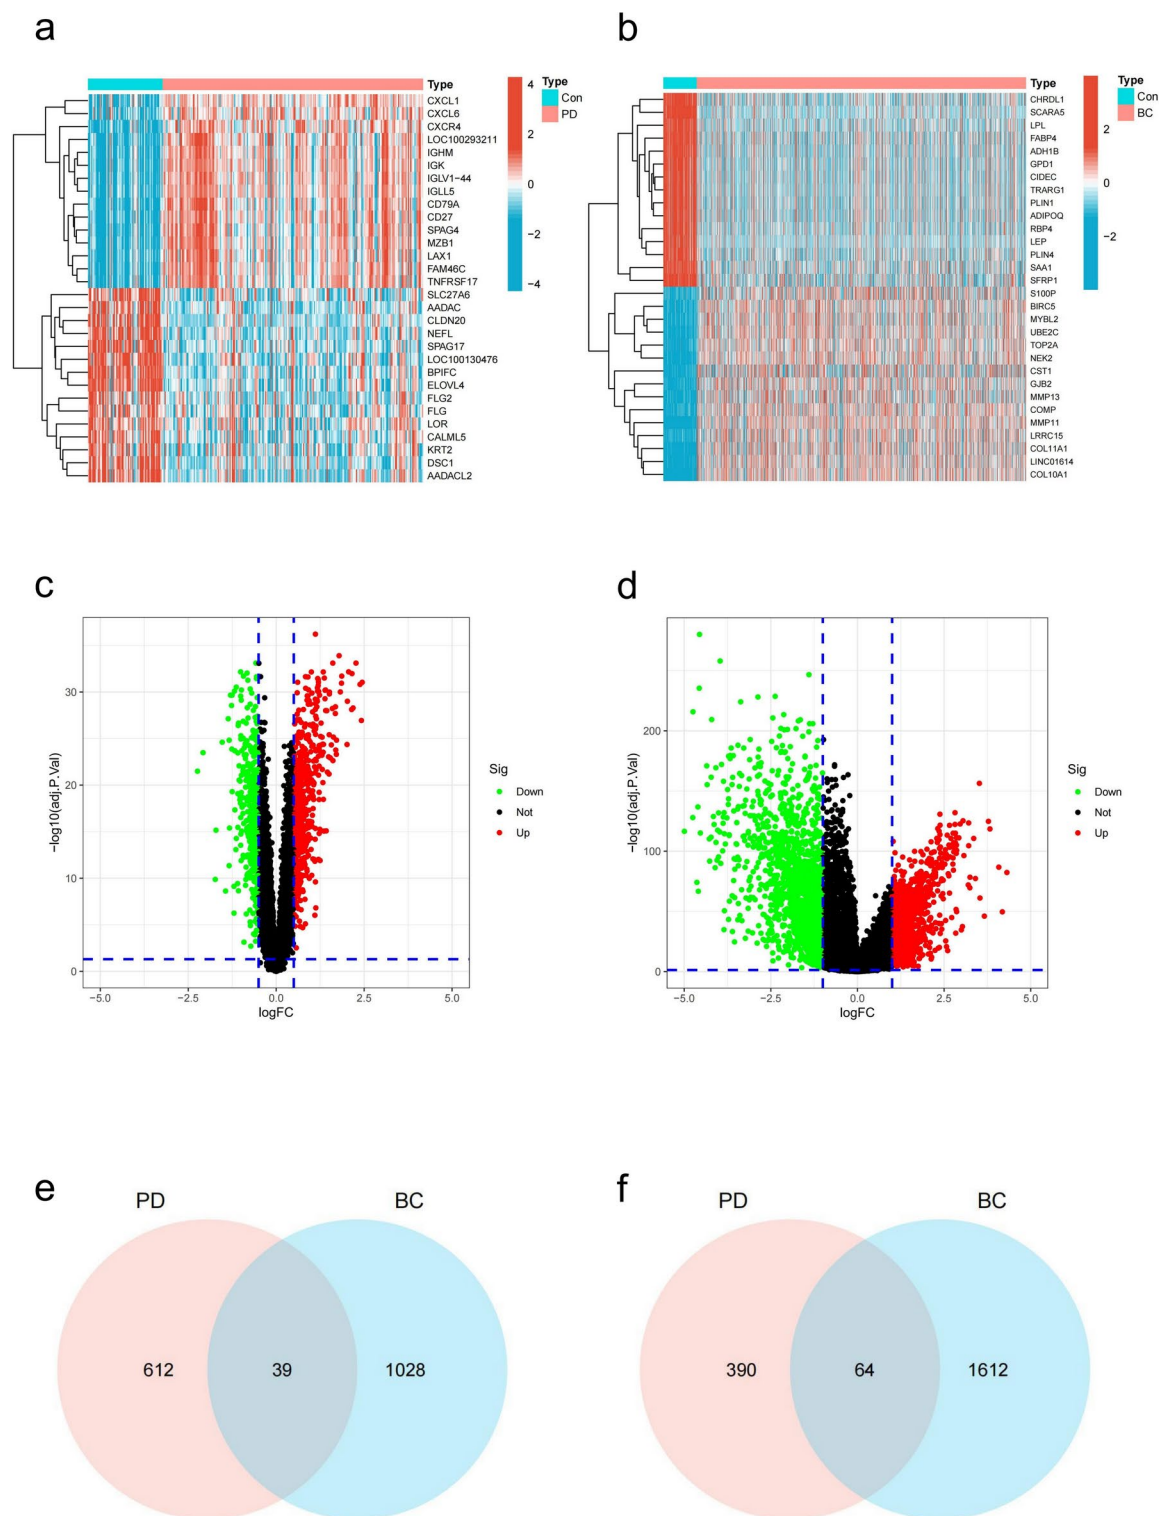 a
Type
CXCL1
CXCL6
CXCR4
LOC100293211
IGHM
IGK
IGLV1−44
IGLL5
CD79A
CD27
SPAG4
MZB1
LAX1
FAM46C
TNFRSF17
SLC27A6
AADAC
CLDN20
NEFL
SPAG17
LOC100130476
BPIFC
ELOVL4
FLG2
FLG
LOR
CALML5
KRT2
DSC1
AADACL2
4
2
0
−2
−4
Type
Con
PD
b
Type
CHRDL1
SCARA5
LPL
FABP4
ADH1B
GPD1
CIDEC
TRARG1
PLIN1
ADIPOQ
RBP4
LEP
PLIN4
SAA1
SFRP1
S100P
BIRC5
MYBL2
UBE2C
TOP2A
NEK2
CST1
GJB2
MMP13
COMP
MMP11
LRRC15
COL11A1
LINC01614
COL10A1
2
0
−2
Type
Con
BC
c
−log10(adj.P.Val)
30
20
10
0
−5.0
−2.5
0.0
2.5
5.0
logFC
Sig
Down
Not
Up
d
−log10(adj.P.Val)
200
100
0
−5.0
−2.5
0.0
2.5
5.0
logFC
Sig
Down
Not
Up
e
PD
BC
612
39
1028
f
PD
BC
390
64
1612